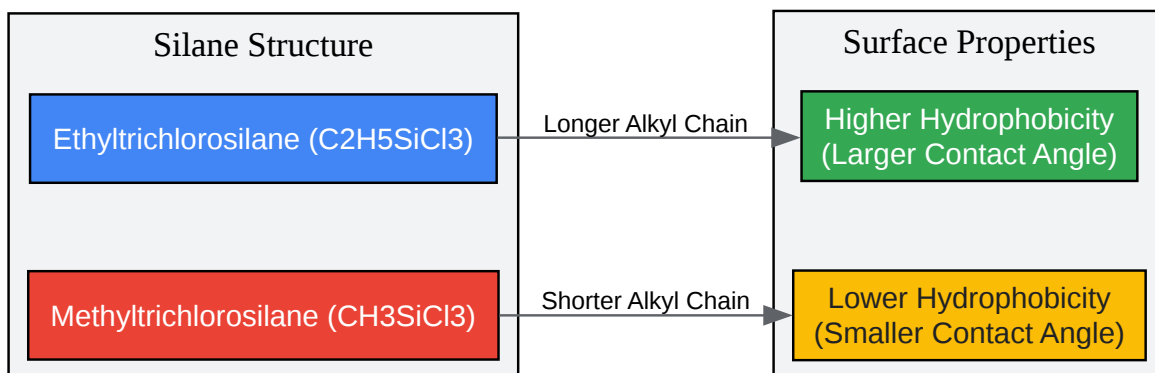 Silane Structure
Surface Properties
Ethyltrichlorosilane (C2H5SiCl3)
Longer Alkyl Chain
Higher Hydrophobicity
(Larger Contact Angle)
Methyltrichlorosilane (CH3SiCl3)
Shorter Alkyl Chain
Lower Hydrophobicity
(Smaller Contact Angle)